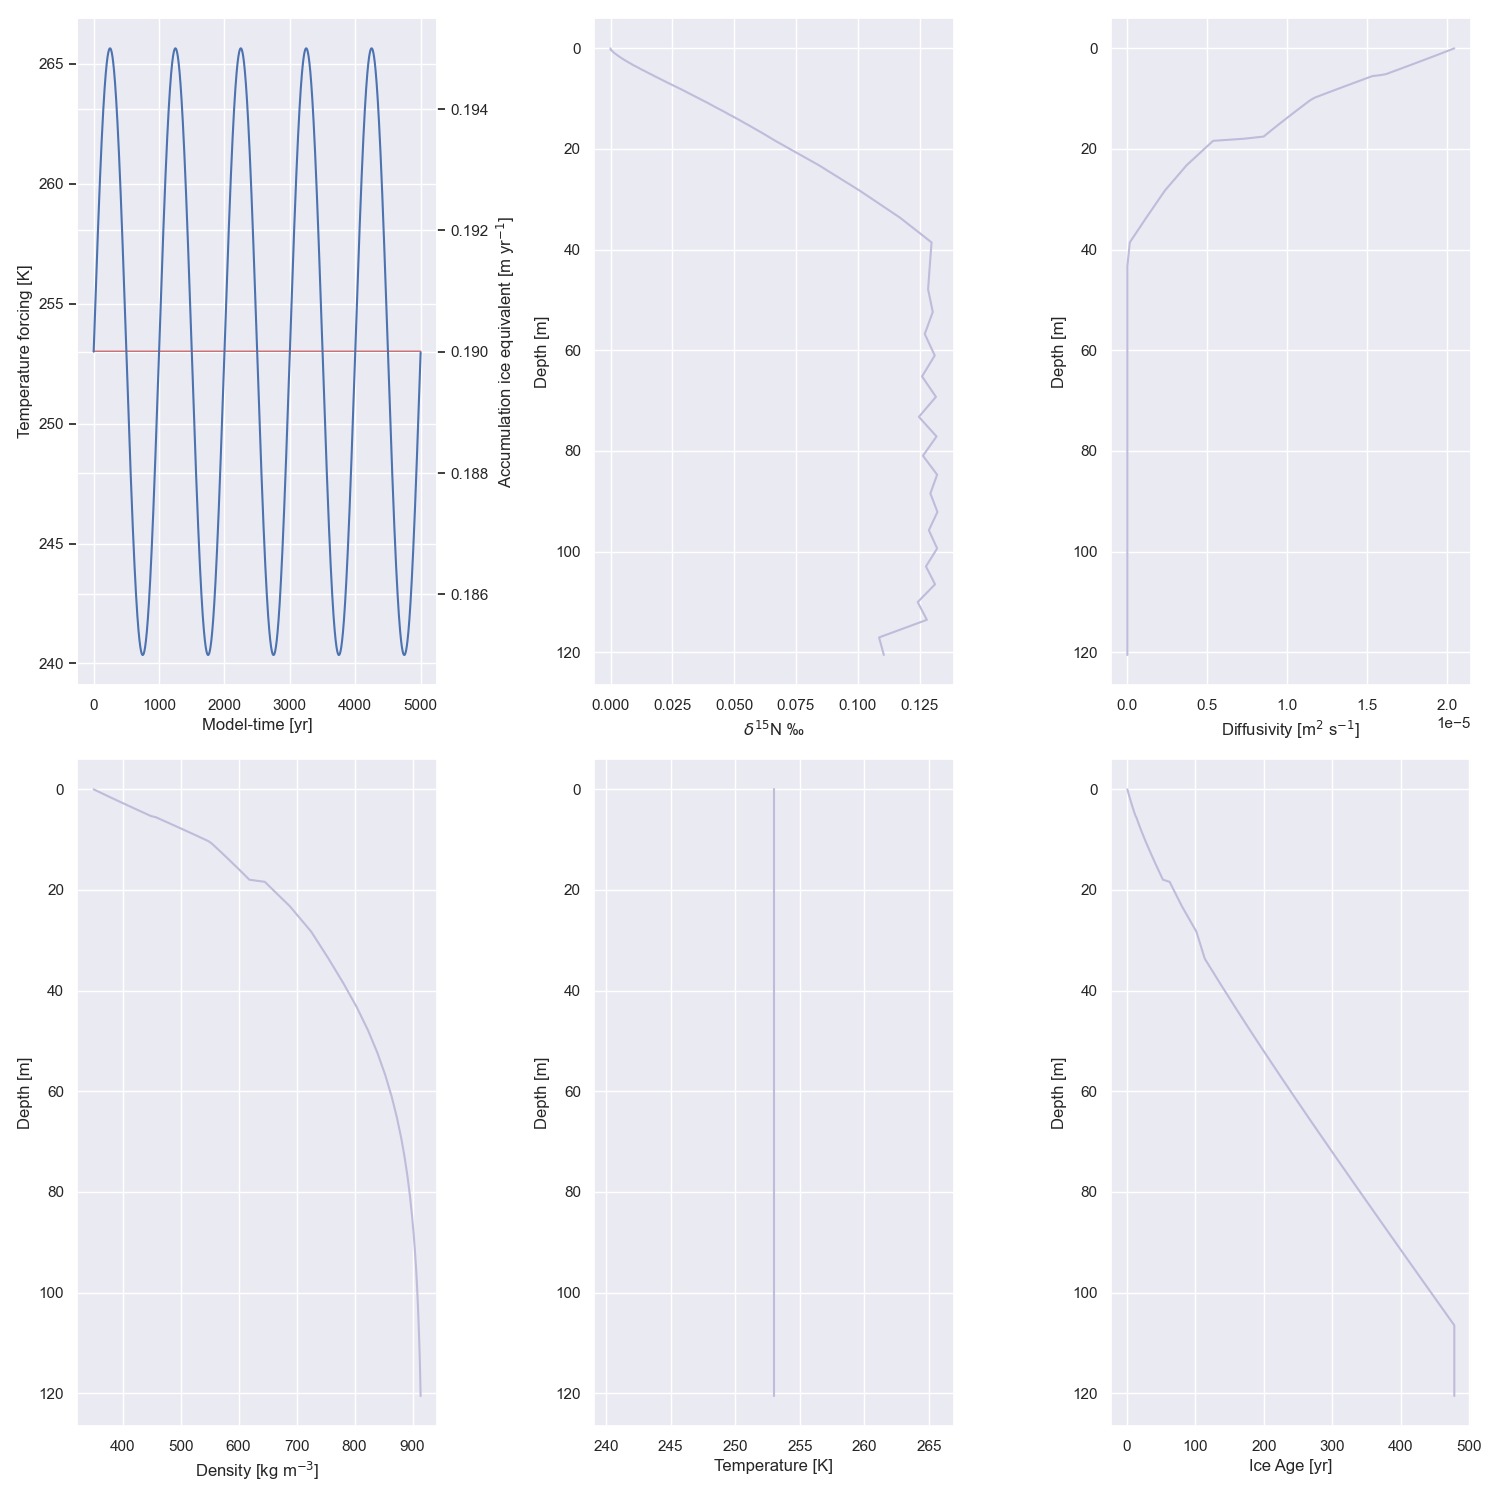 Temperature forcing [K]
265
260
255
250
245
240
0 1000 2000 3000 4000 5000
Model-time [yr]
0.194
0.192
0.190
0.188
0.186
Accumulation ice equivalent [m yr⁻¹]
Depth [m]
0
20
40
60
80
100
120
0.000 0.025 0.050 0.075 0.100 0.125
δ¹⁵N ‰
Depth [m]
0
20
40
60
80
100
120
0.0 0.5 1.0 1.5 2.0
1e−5
Diffusivity [m² s⁻¹]
Depth [m]
0
20
40
60
80
100
120
400 500 600 700 800 900
Density [kg m⁻³]
Depth [m]
0
20
40
60
80
100
120
240 245 250 255 260 265
Temperature [K]
Depth [m]
0
20
40
60
80
100
120
0 100 200 300 400 500
Ice Age [yr]